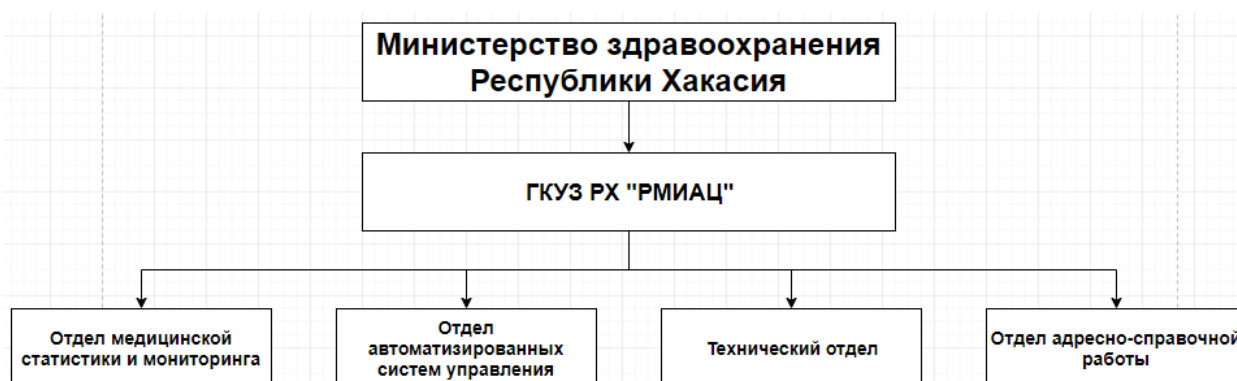 Министерство здравоохранения
Республики Хакасия
ГКУЗ РХ "РМИАЦ"
Отдел медицинской
статистики и мониторинга
Отдел
автоматизированных
систем управления
Технический отдел
Отдел адресно-справочной
работы